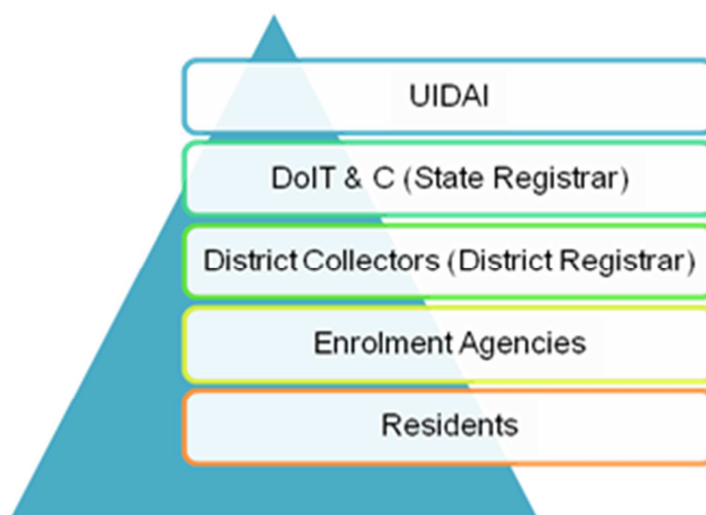 UIDAI
DoIT & C (State Registrar)
District Collectors (District Registrar)
Enrolment Agencies
Residents